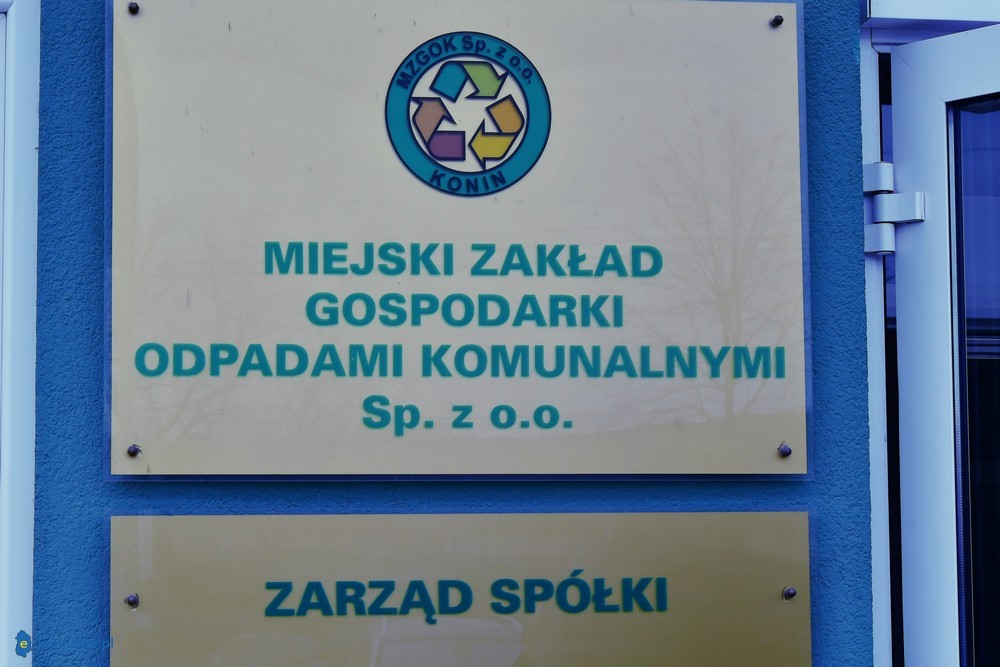 MZGOK Sp. z o.o.
KONIN
MIEJSKI ZAKŁAD
GOSPODARKI
ODPADAMI KOMUNALNYMI
Sp. z o.o.
ZARZĄD SPÓŁKI